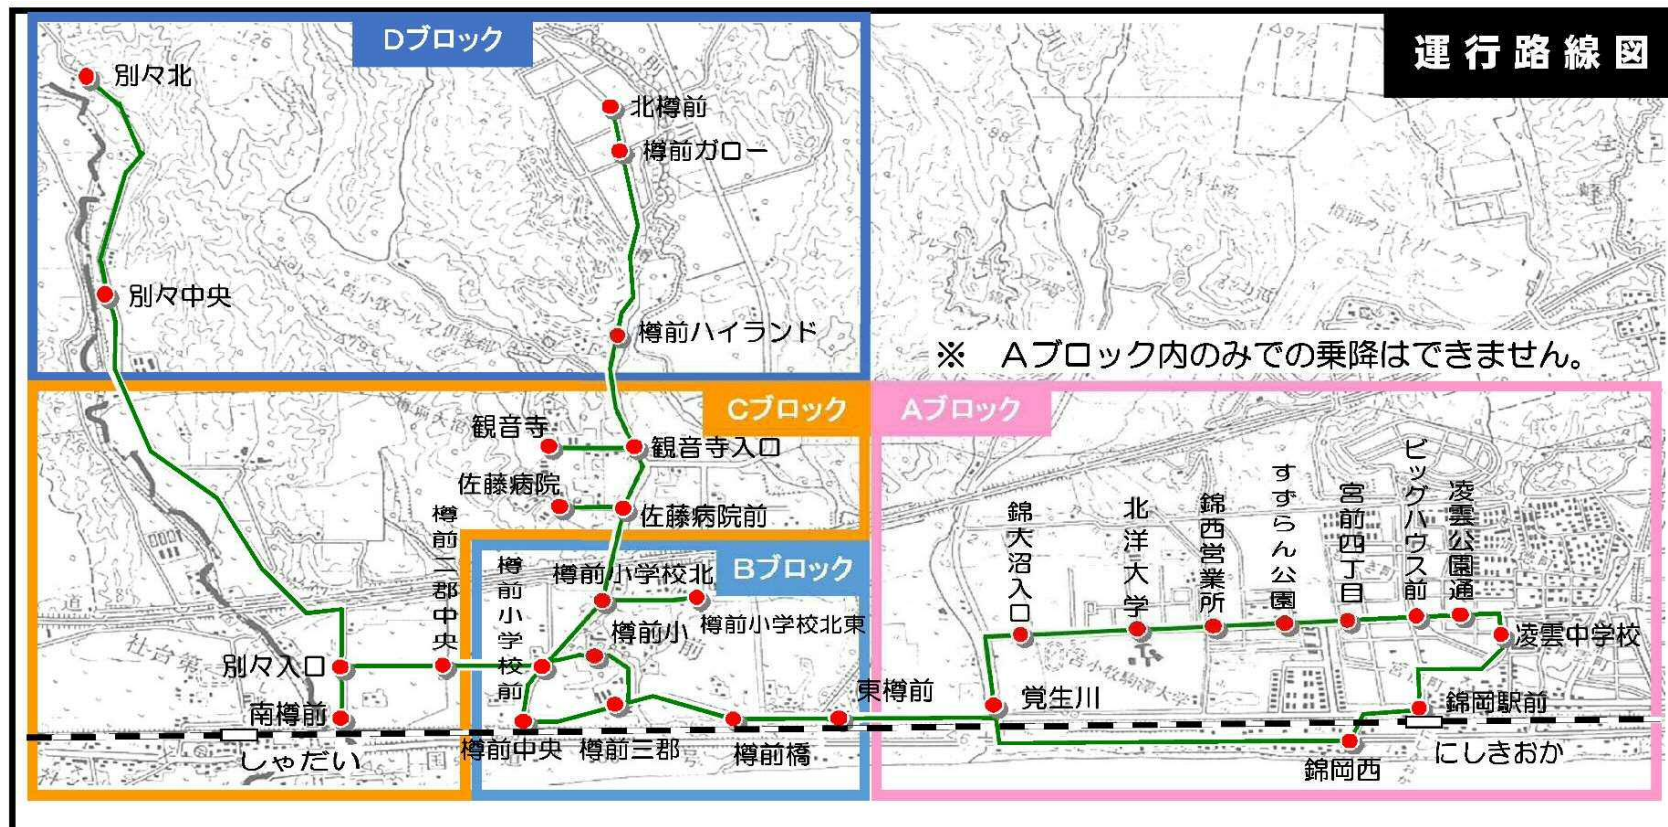 運行路線図
Dブロック
別々北
北樽前
樽前ガロー
別々中央
樽前ハイランド
※ Aブロック内のみでの乗降はできません。
Cブロック
Aブロック
観音寺
観音寺入口
佐藤病院
佐藤病院前
樽前二郡中央
樽前小学校前
Bブロック
樽前小学校北
樽前小学校北東
樽前小
別々入口
南樽前
しゃだい
樽前中央
樽前三郡
樽前橋
東樽前
錦大沼入口
北洋大学
錦西営業所
すずらん公園
宮前四丁目
ビッグハウス前
凌雲公園通
凌雲中学校
覚生川
錦岡駅前
にしきおか
錦岡西
苫小牧駒澤大学